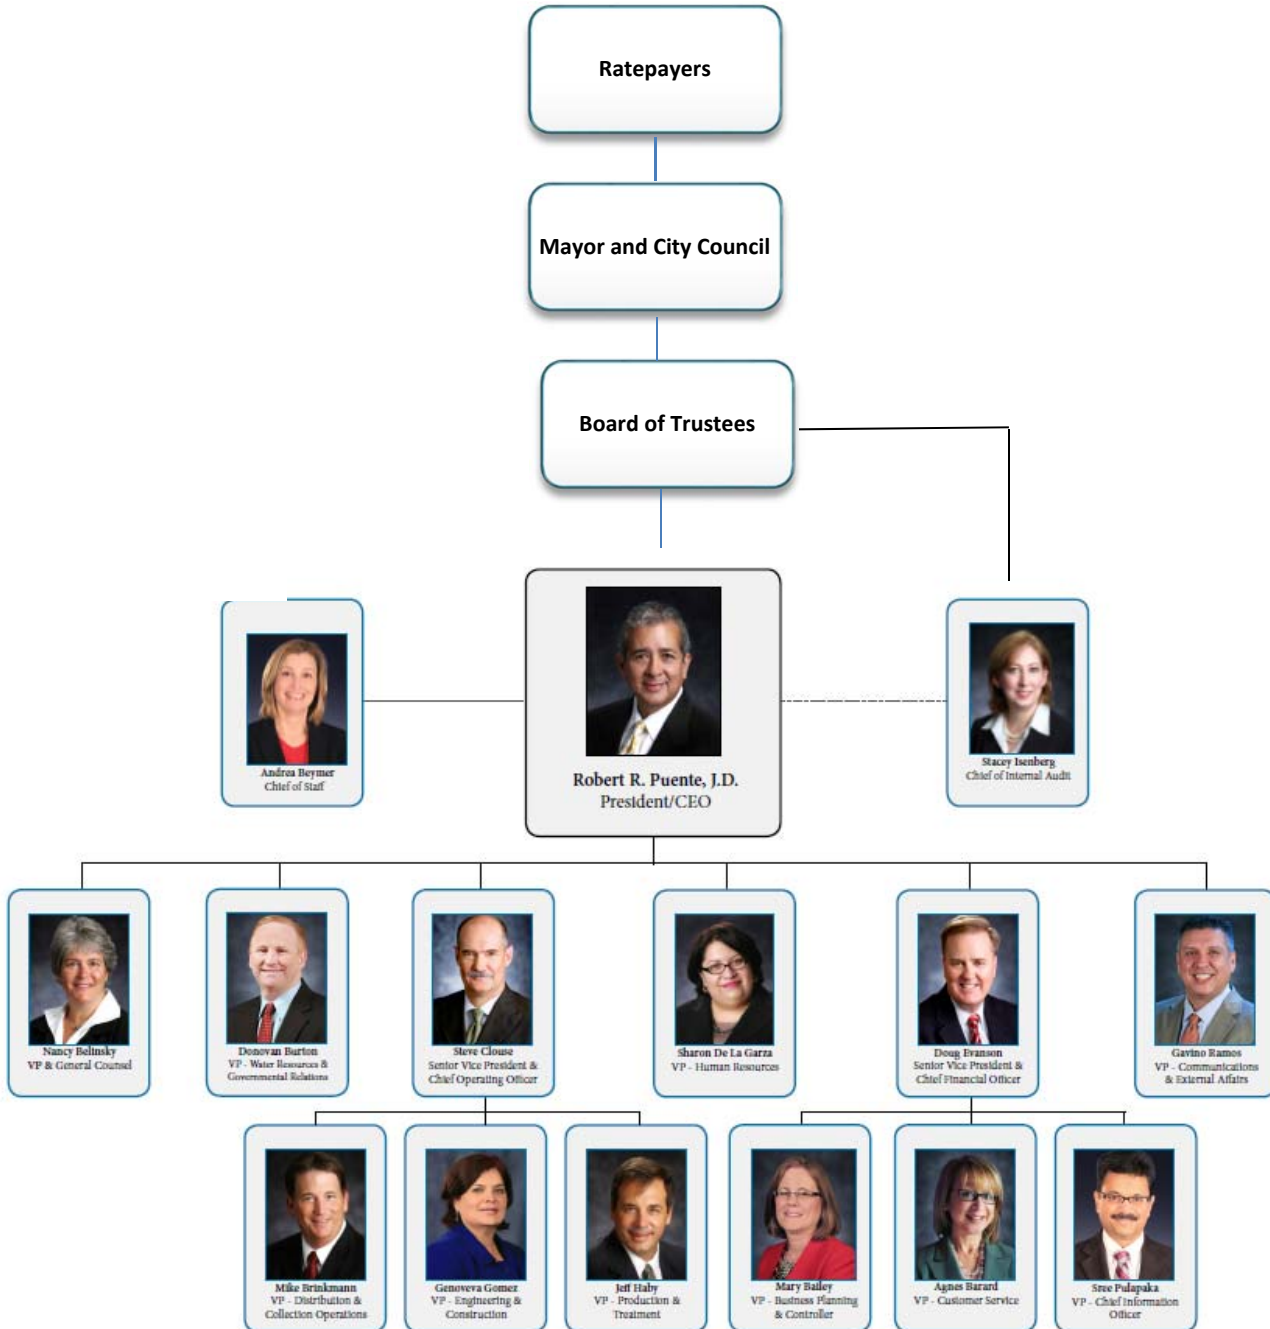 Ratepayers
Mayor and City Council
Board of Trustees
Andrea Beymer
Chief of Staff
Robert R. Puente, J.D.
President/CEO
Stacey Isenberg
Chief of Internal Audit
Nancy Belinsky
VP & General Counsel
Donovan Burton
VP - Water Resources &
Governmental Relations
Steve Clouse
Senior Vice President &
Chief Operating Officer
Sharon De La Garza
VP - Human Resources
Doug Evanson
Senior Vice President &
Chief Financial Officer
Gavino Ramos
VP - Communications
& External Affairs
Mike Brinkmann
VP - Distribution &
Collection Operations
Genoveva Gomez
VP - Engineering &
Construction
Jeff Haby
VP - Production &
Treatment
Mary Bailey
VP - Business Planning
& Controller
Agnes Barard
VP - Customer Service
Sree Pulapaka
VP - Chief Information
Officer